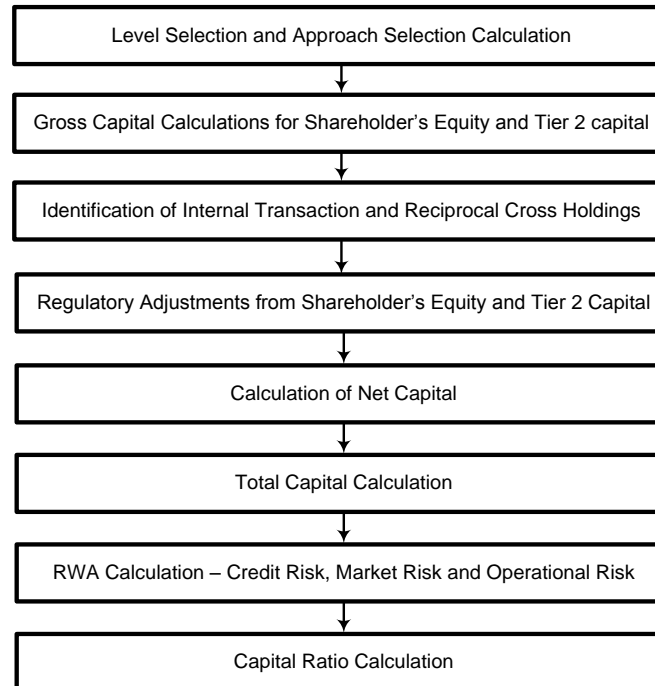 Level Selection and Approach Selection Calculation
Gross Capital Calculations for Shareholder’s Equity and Tier 2 capital
Identification of Internal Transaction and Reciprocal Cross Holdings
Regulatory Adjustments from Shareholder’s Equity and Tier 2 Capital
Calculation of Net Capital
Total Capital Calculation
RWA Calculation – Credit Risk, Market Risk and Operational Risk
Capital Ratio Calculation